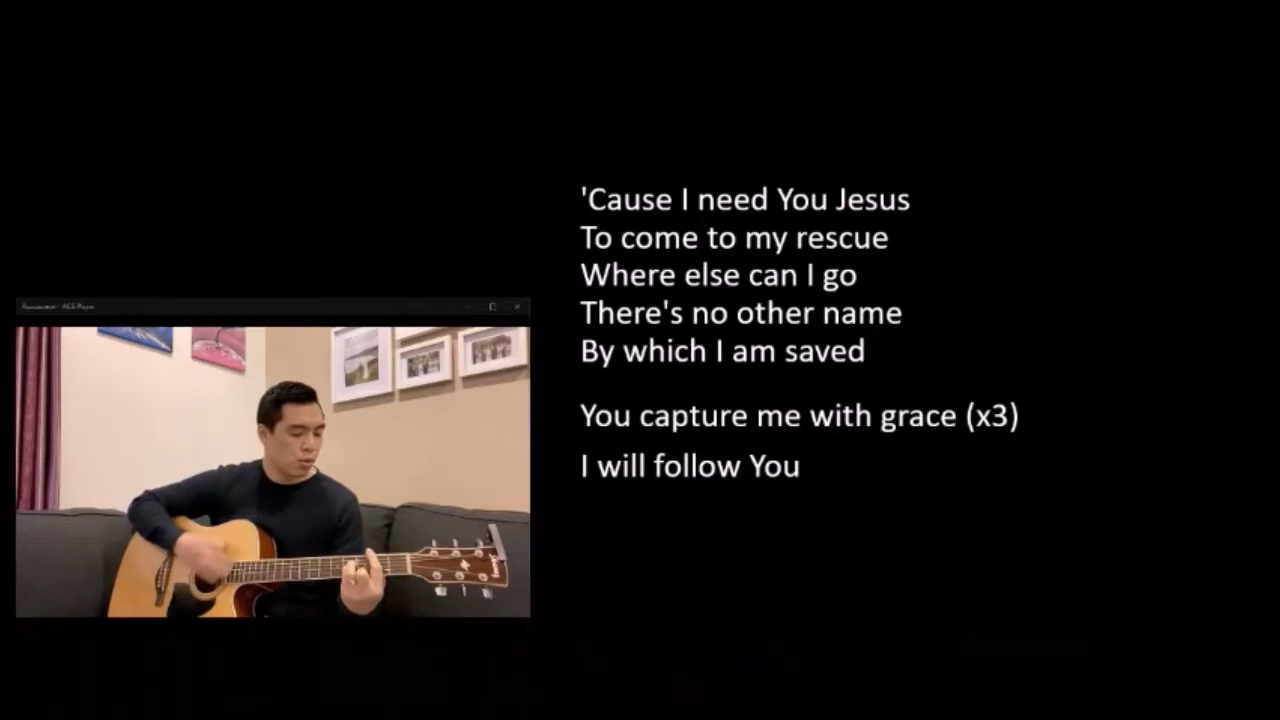 'Cause I need You Jesus
To come to my rescue
Where else can I go
There's no other name
By which I am saved
You capture me with grace (x3)
I will follow You